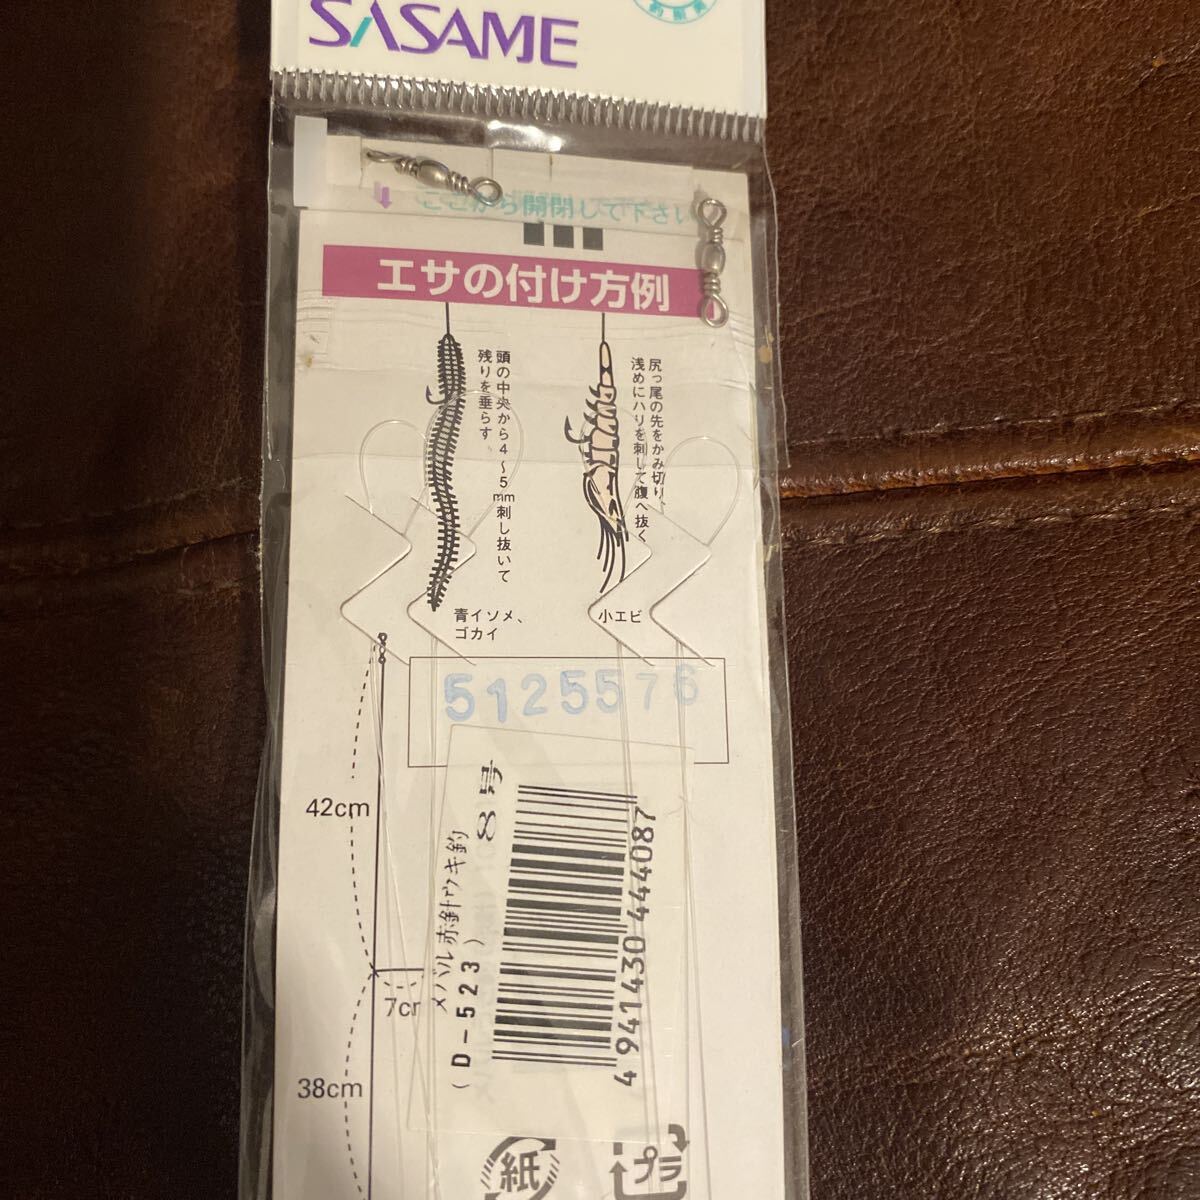 SASAME
ここから開閉して下さい
エサの付け方例
頭の中央から4～5mm刺し抜いて
残りを垂らす
尻っ尾の先をかみ切り、
浅めにハリを刺して腹へ抜く
青イソメ、
ゴカイ
小エビ
5125576
42cm
7cm
38cm
メバル赤針ウキ釣
8号
(D-523)
4941430444087
紙
プラ